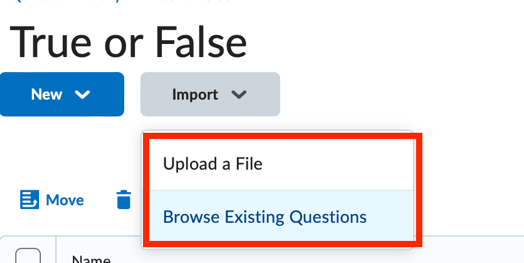 True or False
New
Import
Upload a File
Move
Browse Existing Questions
Name